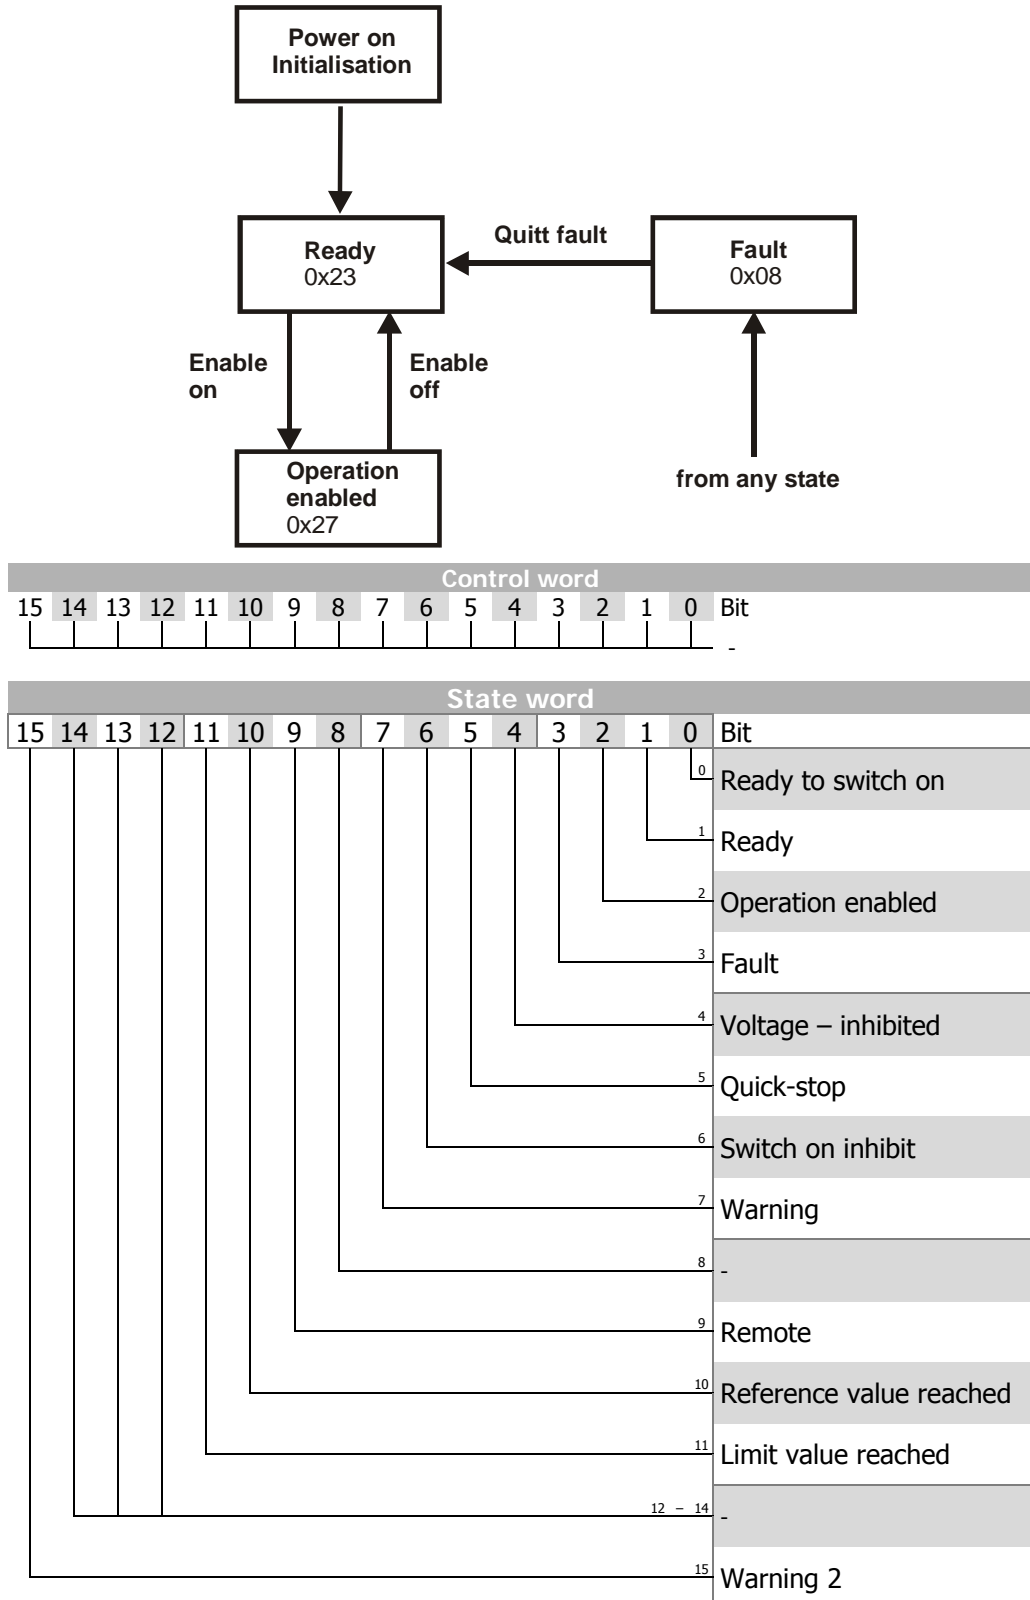 Power on
Initialisation
Ready
0x23
Quitt fault
Fault
0x08
Enable
on
Enable
off
Operation
enabled
0x27
from any state
Control word
15 14 13 12 11 10 9 8 7 6 5 4 3 2 1 0 Bit
-
State word
15 14 13 12 11 10 9 8 7 6 5 4 3 2 1 0 Bit
0 Ready to switch on
1 Ready
2 Operation enabled
3 Fault
4 Voltage – inhibited
5 Quick-stop
6 Switch on inhibit
7 Warning
8 -
9 Remote
10 Reference value reached
11 Limit value reached
12 – 14 -
15 Warning 2